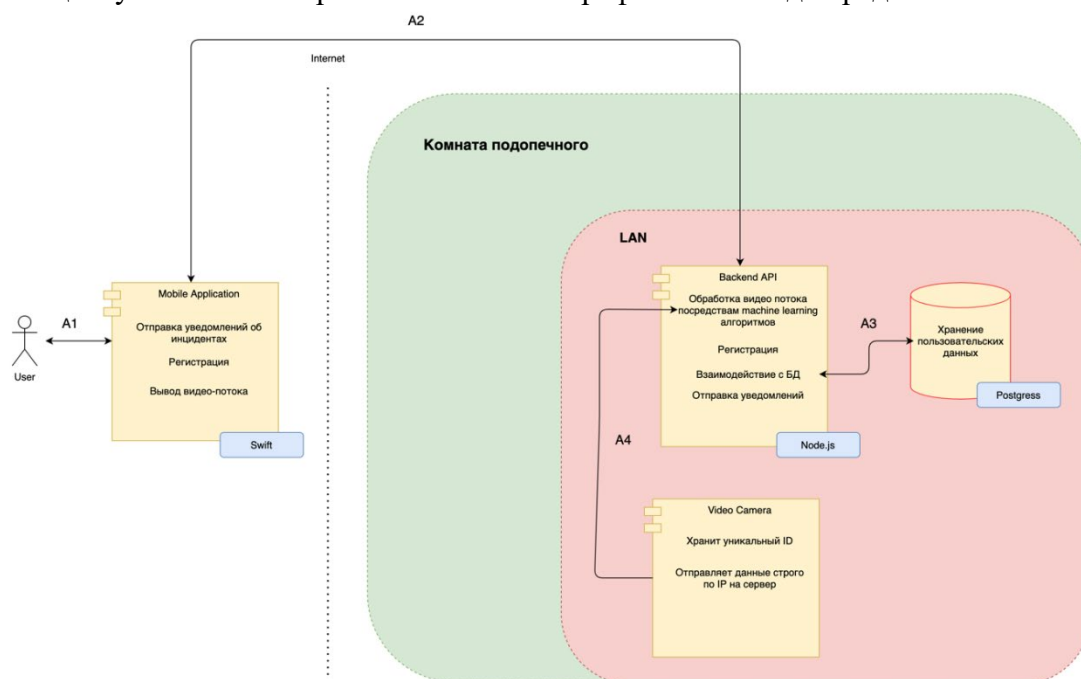 A2
Internet
Комната подопечного
LAN
Mobile Application
Отправка уведомлений об
инцидентах
Регистрация
Вывод видео-потока
Swift
A1
User
Backend API
Обработка видео потока
посредствам machine learning
алгоритмов
Регистрация
Взаимодействие с БД
Отправка уведомлений
Node.js
A3
Хранение
пользовательских
данных
Postgress
A4
Video Camera
Хранит уникальный ID
Отправляет данные строго
по IP на сервер